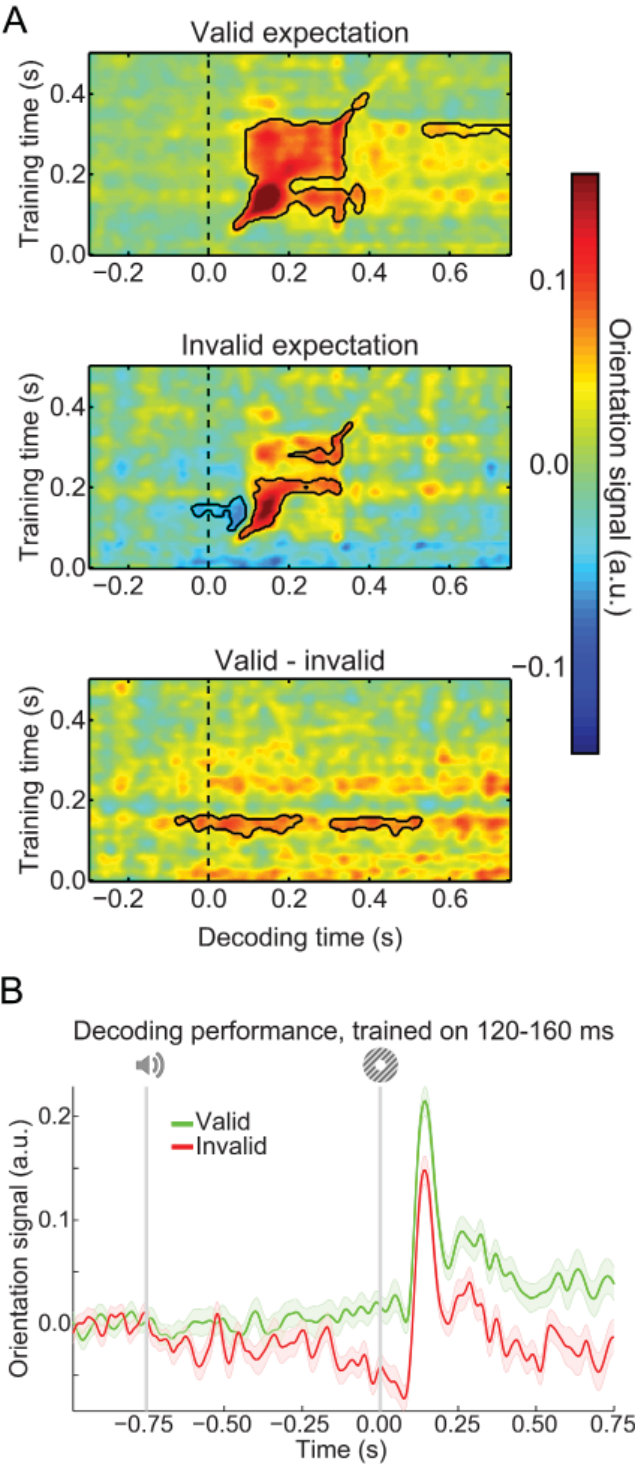 A
Valid expectation
Training time (s)
0.4
0.2
0.0
−0.2 0.0 0.2 0.4 0.6
Invalid expectation
Training time (s)
0.4
0.2
0.0
−0.2 0.0 0.2 0.4 0.6
Valid - invalid
Training time (s)
0.4
0.2
0.0
−0.2 0.0 0.2 0.4 0.6
Decoding time (s)
0.1
0.0
−0.1
Orientation signal (a.u.)
B
Decoding performance, trained on 120-160 ms
Valid
Invalid
Orientation signal (a.u.)
0.2
0.1
0.0
−0.75 −0.50 −0.25 0.00 0.25 0.50 0.75
Time (s)